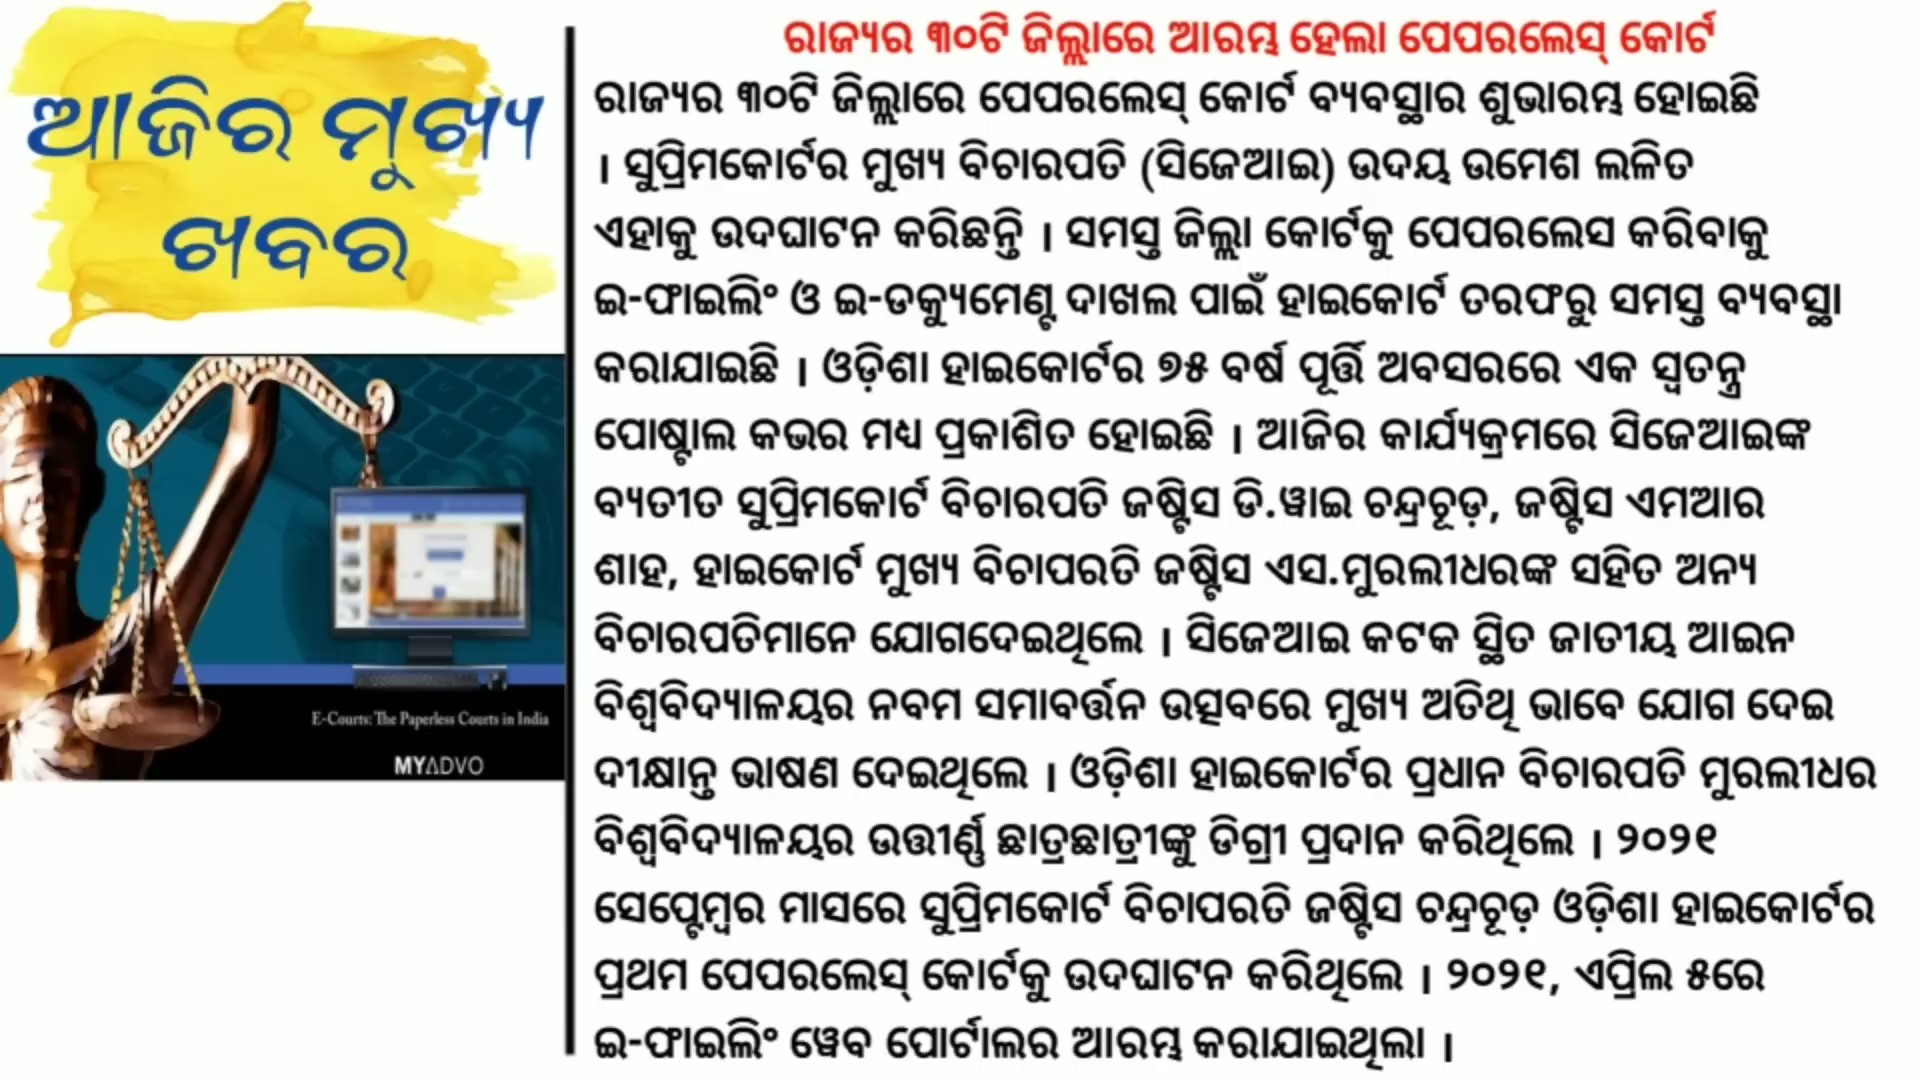 ଆଜିର ମୁଖ୍ୟ
ଖବର
E-Courts: The Paperless Courts in India
MYADVO
ରାଜ୍ୟର ୩୦ଟି ଜିଲ୍ଲାରେ ଆରମ୍ଭ ହେଲା ପେପରଲେସ୍ କୋର୍ଟ
ରାଜ୍ୟର ୩୦ଟି ଜିଲ୍ଲାରେ ପେପରଲେସ୍ କୋର୍ଟ ବ୍ୟବସ୍ଥାର ଶୁଭାରମ୍ଭ ହୋଇଛି
। ସୁପ୍ରିମକୋର୍ଟର ମୁଖ୍ୟ ବିଚାରପତି (ସିଜେଆଇ) ଉଦୟ ଉମେଶ ଲଳିତ
ଏହାକୁ ଉଦଘାଟନ କରିଛନ୍ତି । ସମସ୍ତ ଜିଲ୍ଲା କୋର୍ଟକୁ ପେପରଲେସ କରିବାକୁ
ଇ-ଫାଇଲିଂ ଓ ଇ-ଡକ୍ୟୁମେଣ୍ଟ ଦାଖଲ ପାଇଁ ହାଇକୋର୍ଟ ତରଫରୁ ସମସ୍ତ ବ୍ୟବସ୍ଥା
କରାଯାଇଛି । ଓଡ଼ିଶା ହାଇକୋର୍ଟର ୭୫ ବର୍ଷ ପୂର୍ତ୍ତି ଅବସରରେ ଏକ ସ୍ୱତନ୍ତ୍ର
ପୋଷ୍ଟାଲ କଭର ମଧ୍ୟ ପ୍ରକାଶିତ ହୋଇଛି । ଆଜିର କାର୍ଯ୍ୟକ୍ରମରେ ସିଜେଆଇଙ୍କ
ବ୍ୟତୀତ ସୁପ୍ରିମକୋର୍ଟ ବିଚାରପତି ଜଷ୍ଟିସ ଡି.ୱାଇ ଚନ୍ଦ୍ରଚୂଡ଼, ଜଷ୍ଟିସ ଏମଆର
ଶାହ, ହାଇକୋର୍ଟ ମୁଖ୍ୟ ବିଚାପରତି ଜଷ୍ଟିସ ଏସ.ମୁରଲୀଧରଙ୍କ ସହିତ ଅନ୍ୟ
ବିଚାରପତିମାନେ ଯୋଗଦେଇଥିଲେ । ସିଜେଆଇ କଟକ ସ୍ଥିତ ଜାତୀୟ ଆଇନ
ବିଶ୍ୱବିଦ୍ୟାଳୟର ନବମ ସମାବର୍ତ୍ତନ ଉତ୍ସବରେ ମୁଖ୍ୟ ଅତିଥି ଭାବେ ଯୋଗ ଦେଇ
ଦୀକ୍ଷାନ୍ତ ଭାଷଣ ଦେଇଥିଲେ । ଓଡ଼ିଶା ହାଇକୋର୍ଟର ପ୍ରଧାନ ବିଚାରପତି ମୁରଲୀଧର
ବିଶ୍ୱବିଦ୍ୟାଳୟର ଉତ୍ତୀର୍ଣ୍ଣ ଛାତ୍ରଛାତ୍ରୀଙ୍କୁ ଡିଗ୍ରୀ ପ୍ରଦାନ କରିଥିଲେ । ୨୦୨୧
ସେପ୍ଟେମ୍ବର ମାସରେ ସୁପ୍ରିମକୋର୍ଟ ବିଚାପରତି ଜଷ୍ଟିସ ଚନ୍ଦ୍ରଚୂଡ଼ ଓଡ଼ିଶା ହାଇକୋର୍ଟର
ପ୍ରଥମ ପେପରଲେସ୍ କୋର୍ଟକୁ ଉଦଘାଟନ କରିଥିଲେ । ୨୦୨୧, ଏପ୍ରିଲ ୫ରେ
ଇ-ଫାଇଲିଂ ୱେବ ପୋର୍ଟାଲର ଆରମ୍ଭ କରାଯାଇଥିଲା ।